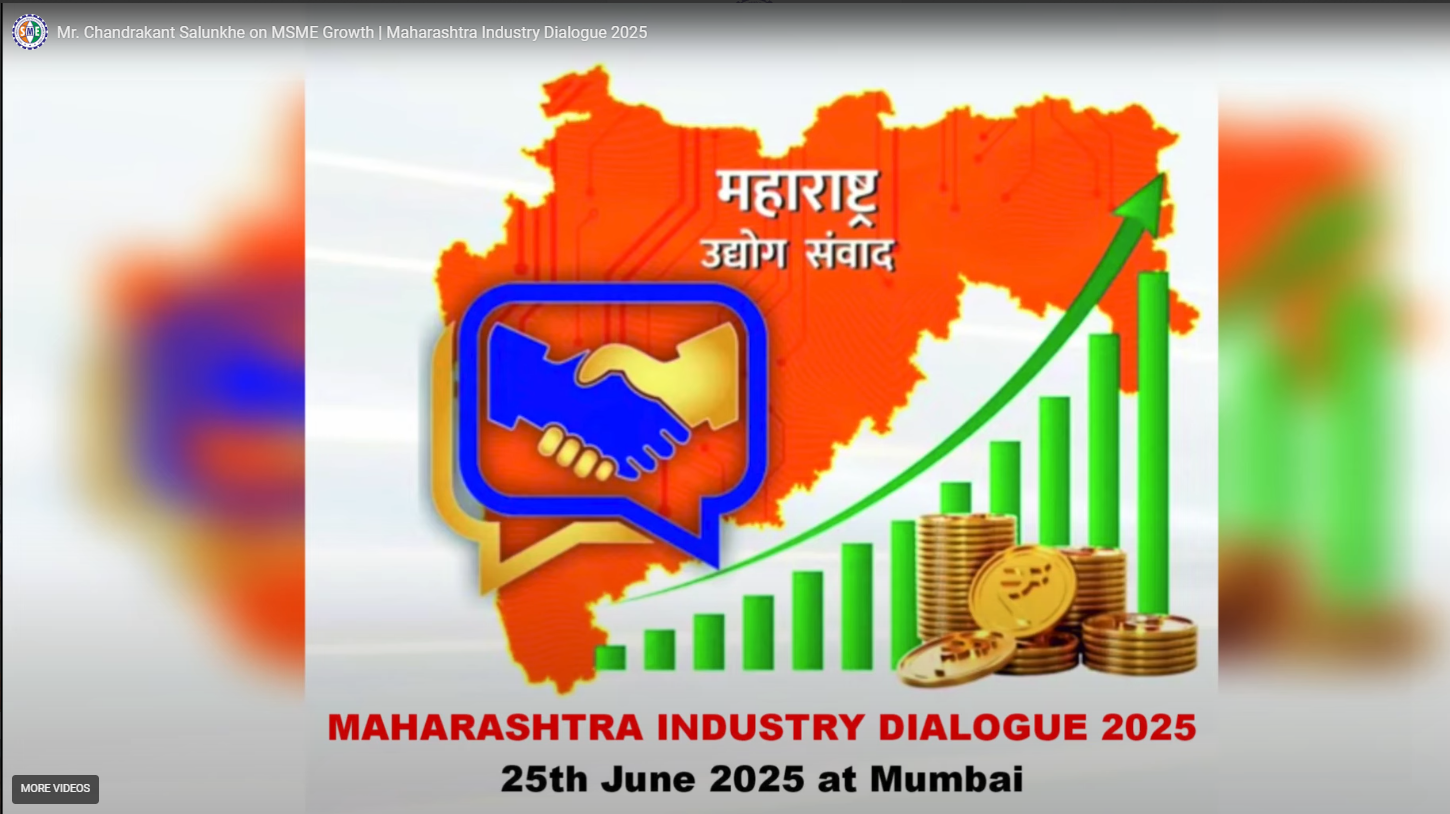 SME
Mr. Chandrakant Salunkhe on MSME Growth | Maharashtra Industry Dialogue 2025
महाराष्ट्र
उद्योग संवाद
MAHARASHTRA INDUSTRY DIALOGUE 2025
25th June 2025 at Mumbai
MORE VIDEOS